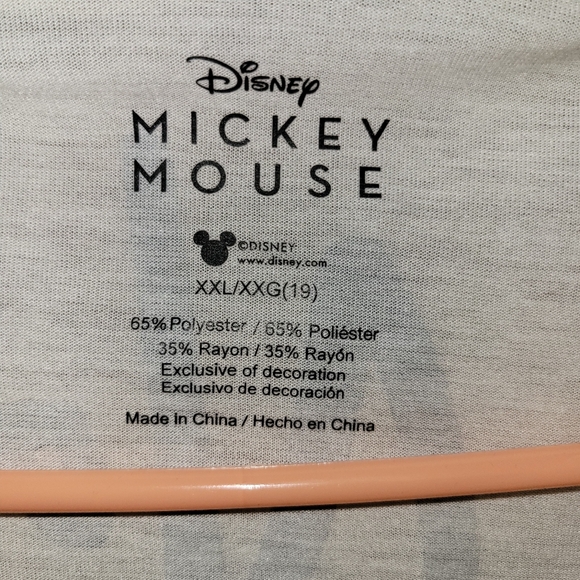 Disney
MICKEY
MOUSE
©DISNEY
www.disney.com
XXL/XXG(19)
65% Polyester / 65% Poliéster
35% Rayon / 35% Rayón
Exclusive of decoration
Exclusivo de decoración
Made in China / Hecho en China